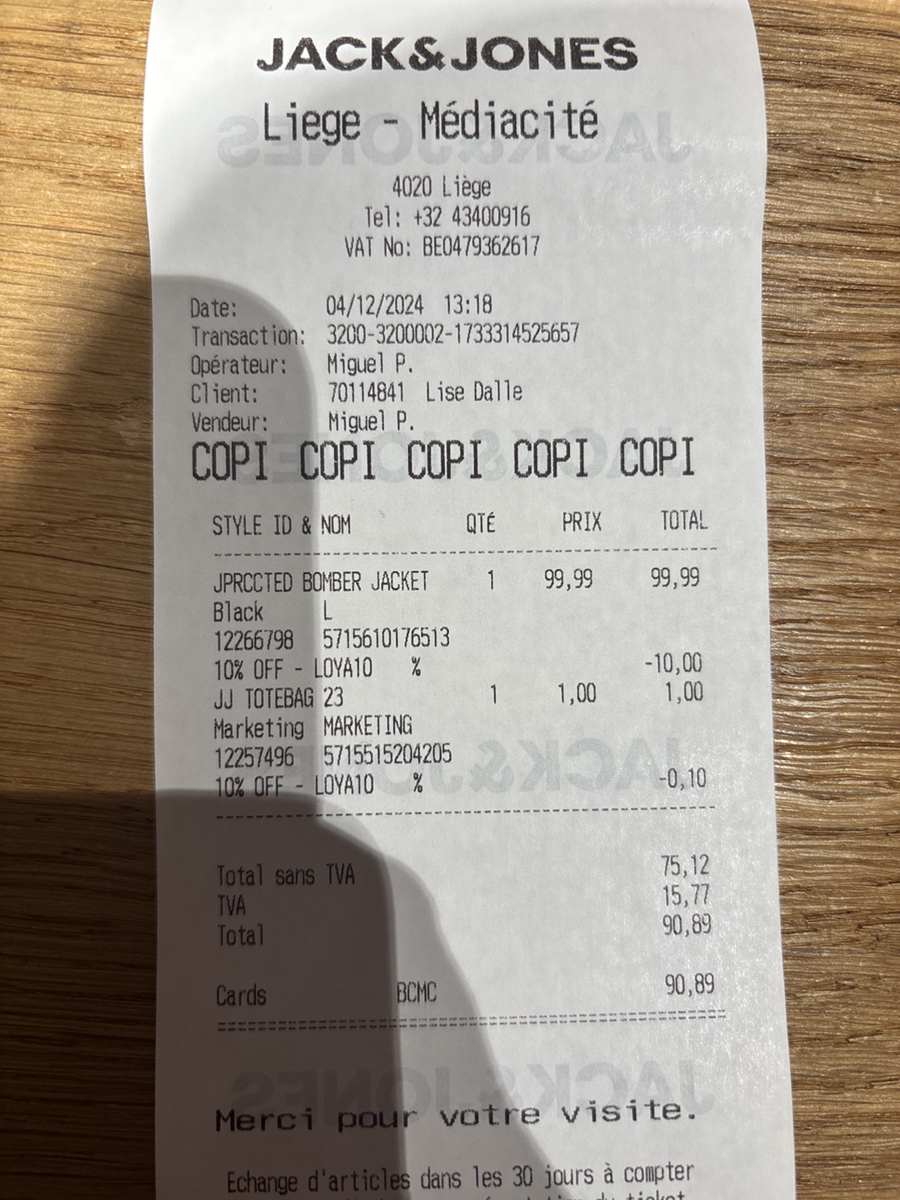 JACK&JONES
Liege - Médiacité
4020 Liège
Tel: +32 43400916
VAT No: BE0479362617
Date: 04/12/2024 13:18
Transaction: 3200-3200002-1733314525657
Opérateur: Miguel P.
Client: 70114841 Lise Dalle
Vendeur: Miguel P.
COPI COPI COPI COPI COPI
STYLE ID & NOM QTÉ PRIX TOTAL
JPRCCTED BOMBER JACKET 1 99,99 99,99
Black L
12266798 5715610176513
10% OFF - LOYA10 % -10,00
JJ TOTEBAG 23 1 1,00 1,00
Marketing MARKETING
12257496 5715515204205
10% OFF - LOYA10 % -0,10
Total sans TVA 75,12
TVA 15,77
Total 90,89
Cards BCMC 90,89
Merci pour votre visite.
Echange d'articles dans les 30 jours à compter
du ticket